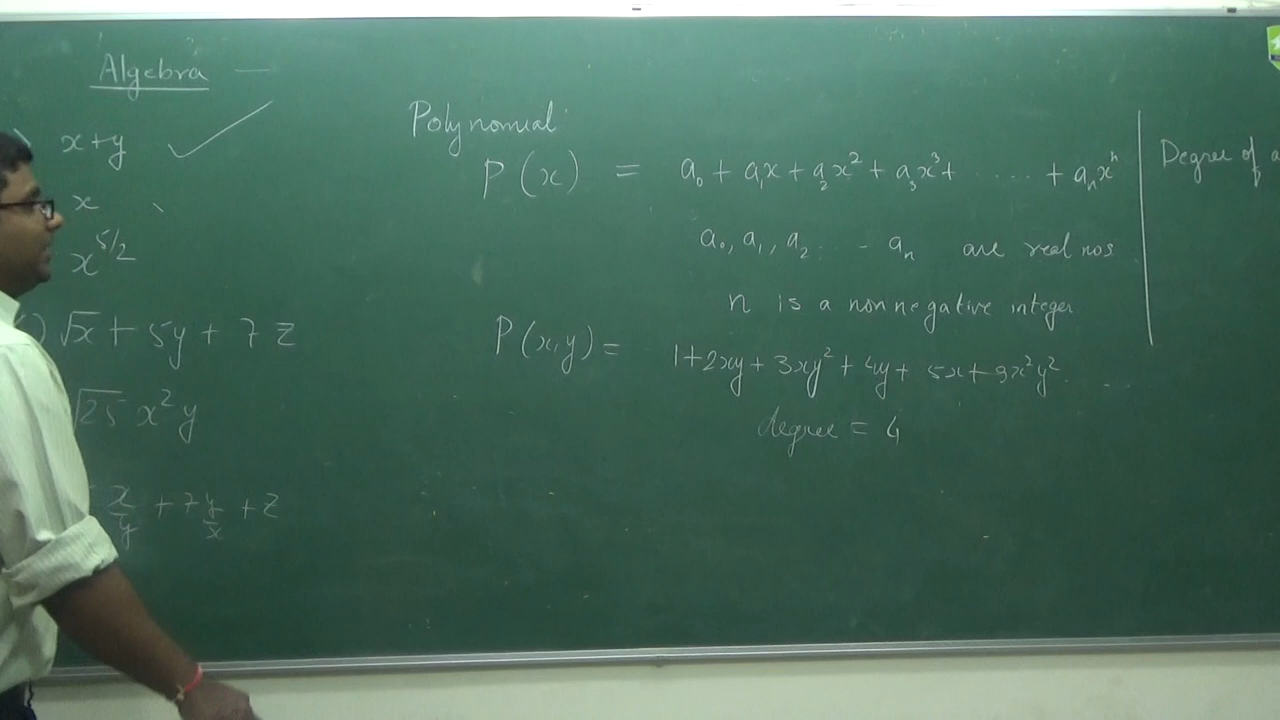 Algebra —
x+y ✓
x
x^{5/2}
) √x + 5y + 7z
√25 x²y
x/y + 7 y/x + z
Polynomial:
P(x) = a₀ + a₁x + a₂x² + a₃x³ + ..... + aₙxⁿ
a₀, a₁, a₂ .. - aₙ are real nos
n is a nonnegative integer
P(x,y) = 1+2xy + 3xy² + 4y + 5x + 9x²y² ...
degree = 4
Degree of a